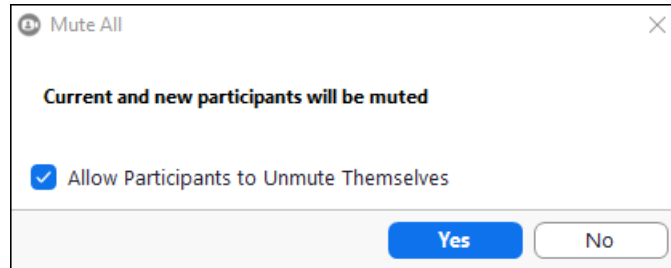 Mute All
Current and new participants will be muted
Allow Participants to Unmute Themselves
Yes No